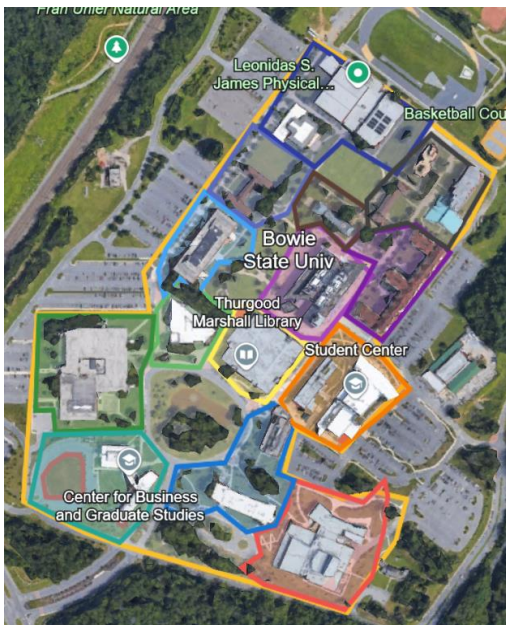 Fran Uhler Natural Area
Leonidas S.
James Physical...
Basketball Cou
Bowie
State Univ
Thurgood
Marshall Library
Student Center
Center for Business
and Graduate Studies